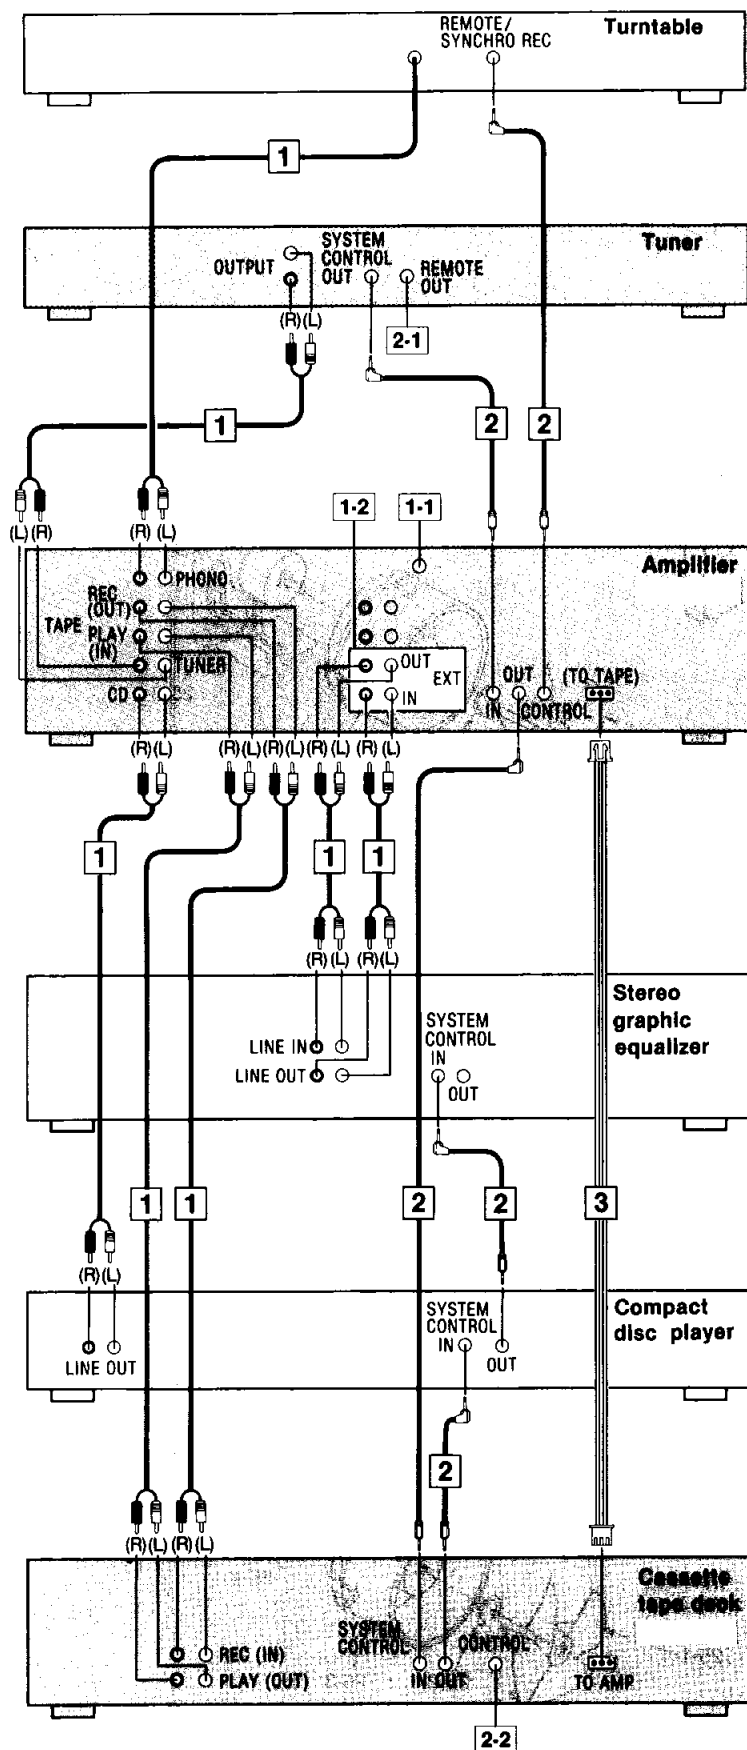 REMOTE/
SYNCHRO REC
Turntable
1
SYSTEM
CONTROL
OUT
Tuner
OUTPUT
REMOTE
OUT
(R) (L)
2-1
1
2
2
(L) (R)
(R) (L)
1-2
1-1
Amplifier
PHONO
REC
(OUT)
TAPE
PLAY
(IN)
TUNER
CD
OUT
EXT
IN
OUT
(TO TAPE)
IN
CONTROL
(R) (L) (R) (L) (R) (L) (R) (L) (R) (L)
1
1
1
(R) (L) (R) (L)
Stereo
graphic
equalizer
SYSTEM
CONTROL
IN
LINE IN
LINE OUT
OUT
1
1
2
2
3
(R) (L)
Compact
disc player
SYSTEM
CONTROL
IN
OUT
LINE OUT
2
(R) (L) (R) (L)
Cassette
tape deck
SYSTEM
CONTROL
CONTROL
REC (IN)
PLAY (OUT)
IN OUT
TO AMP
2-2